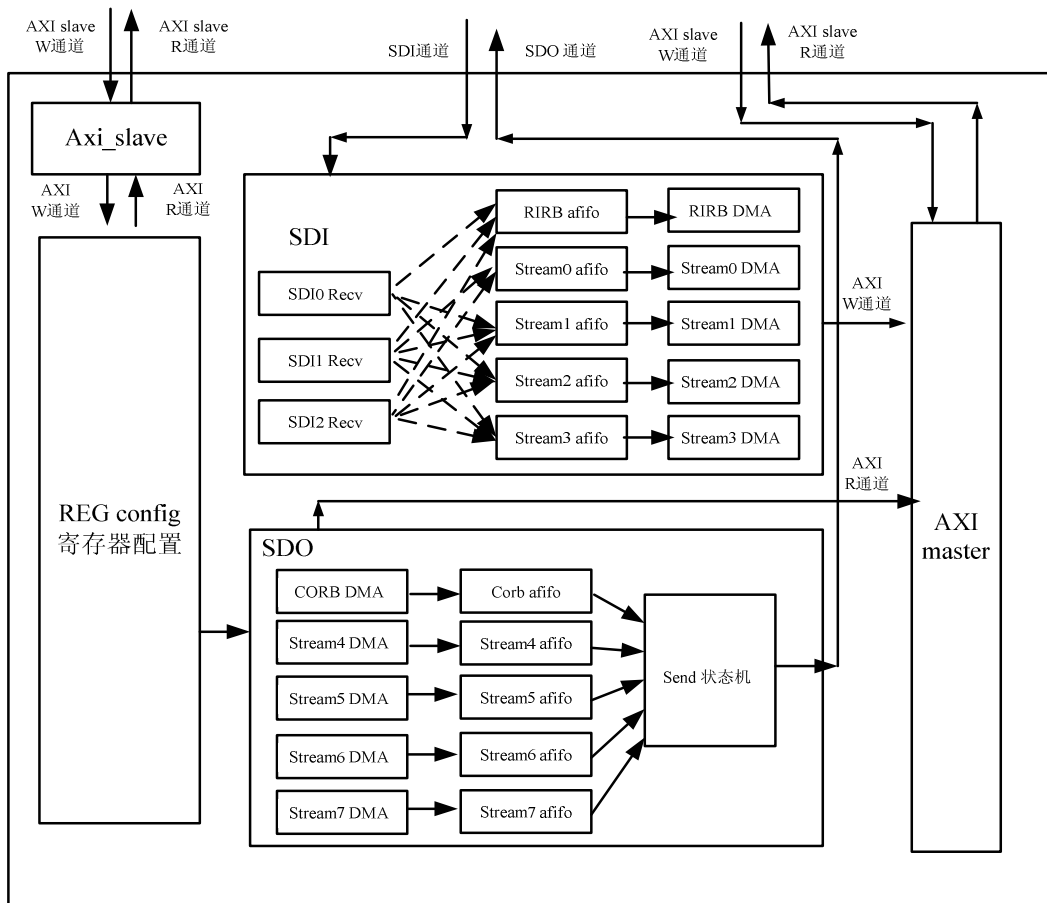 AXI slave
W通道
AXI slave
R通道
SDI通道
SDO 通道
AXI slave
W通道
AXI slave
R通道
Axi_slave
AXI
W通道
AXI
R通道
REG config
寄存器配置
SDI
SDI0 Recv
SDI1 Recv
SDI2 Recv
RIRB afifo
RIRB DMA
Stream0 afifo
Stream0 DMA
Stream1 afifo
Stream1 DMA
Stream2 afifo
Stream2 DMA
Stream3 afifo
Stream3 DMA
AXI
W通道
AXI
R通道
AXI
master
SDO
CORB DMA
Corb afifo
Stream4 DMA
Stream4 afifo
Stream5 DMA
Stream5 afifo
Stream6 DMA
Stream6 afifo
Stream7 DMA
Stream7 afifo
Send 状态机